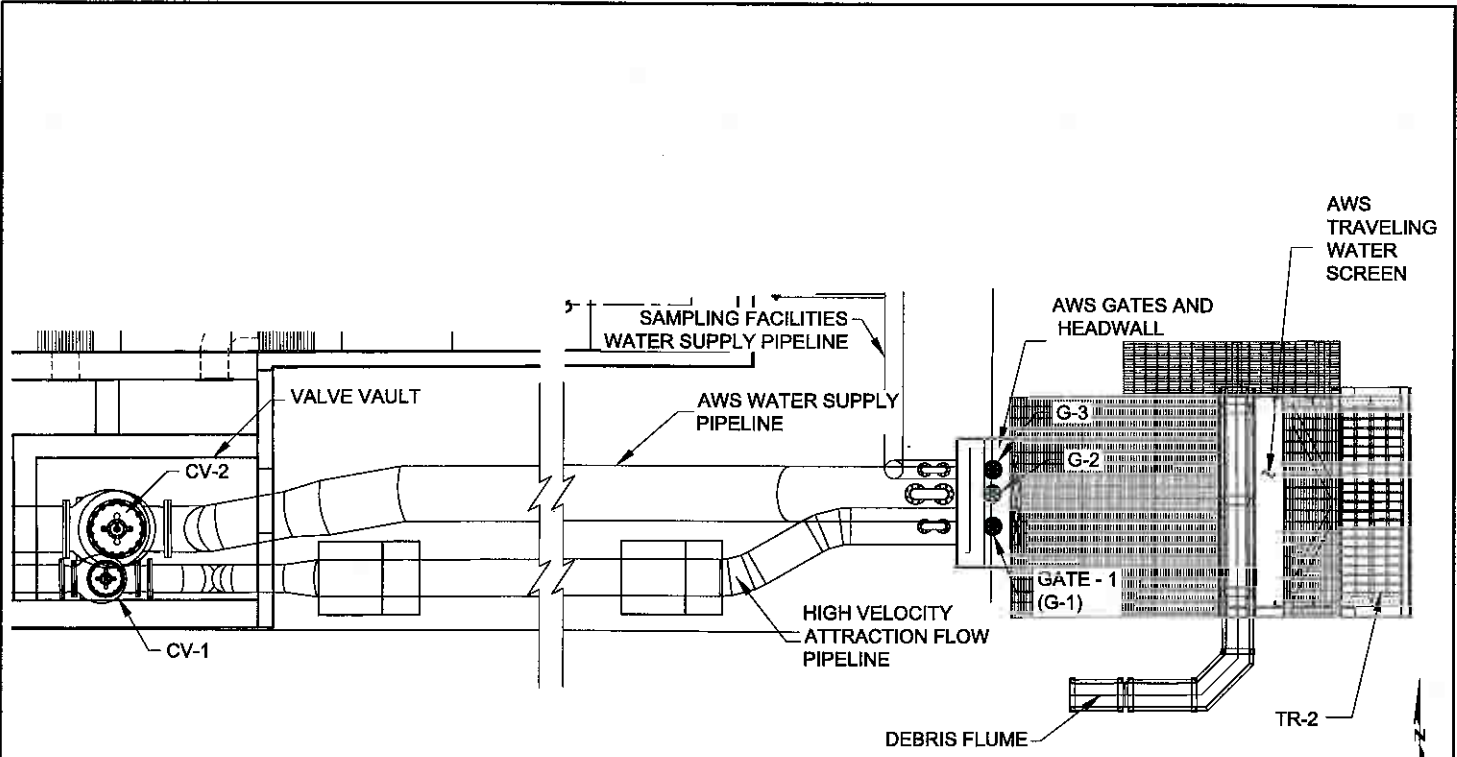 AWS
TRAVELING
WATER
SCREEN
AWS GATES AND
HEADWALL
SAMPLING FACILITIES
WATER SUPPLY PIPELINE
VALVE VAULT
AWS WATER SUPPLY
PIPELINE
G-3
G-2
CV-2
GATE - 1
(G-1)
HIGH VELOCITY
ATTRACTION FLOW
PIPELINE
CV-1
TR-2
DEBRIS FLUME
N